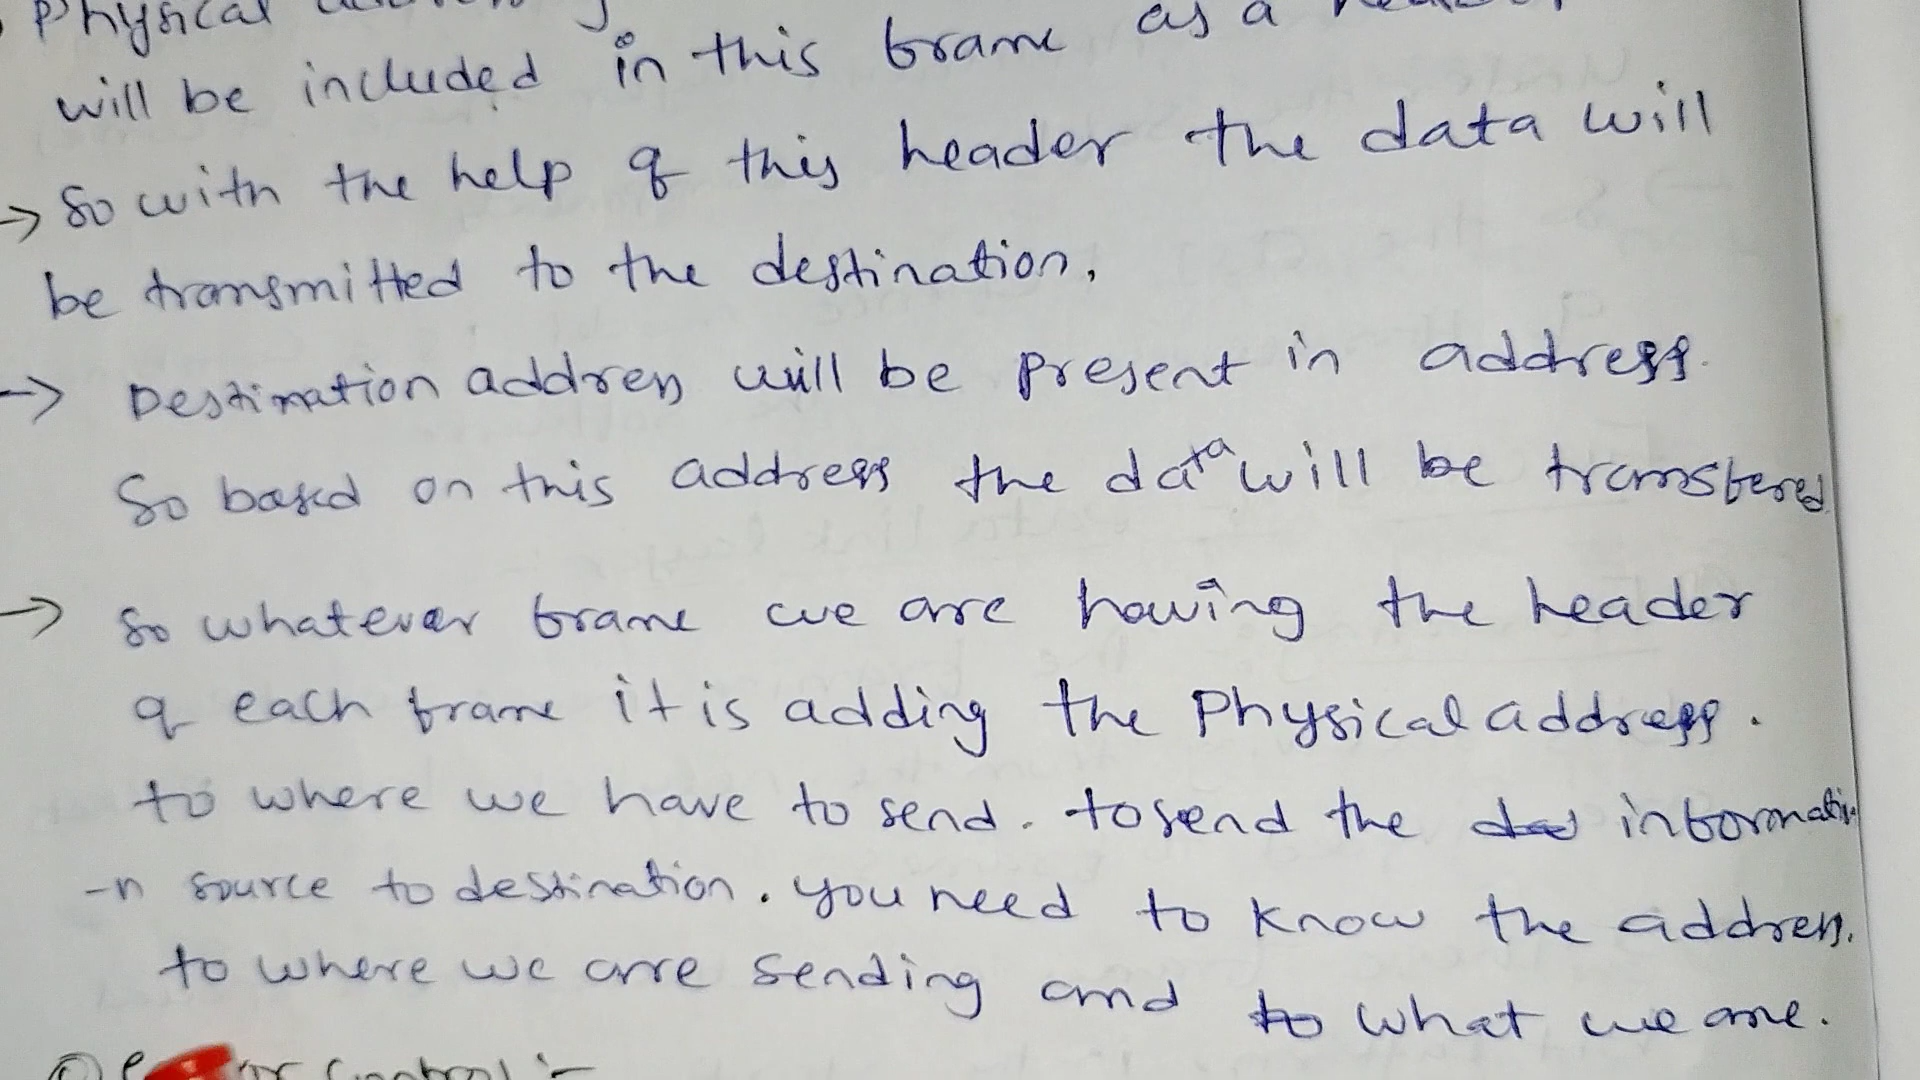 Physical
will be included in this frame as a
→ So with the help of this header the data will
be transmitted to the destination,
→ Destination address will be present in address.
So based on this address the data will be transfered
→ So whatever frame we are having the header
of each frame it is adding the Physical address.
to where we have to send. to send the informatio
-n source to destination. you need to know the address.
to where we are sending and to what we are.
Control :-